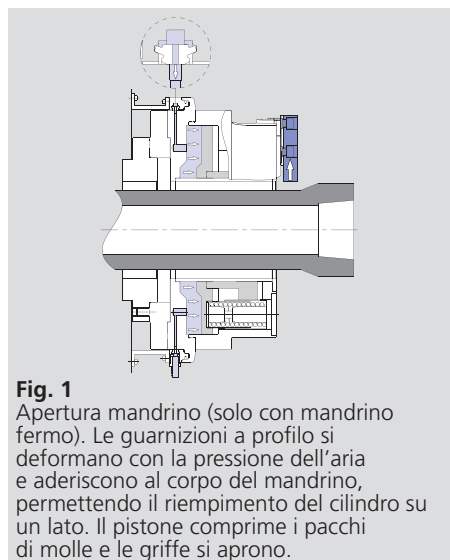 Fig. 1
Apertura mandrino (solo con mandrino
fermo). Le guarnizioni a profilo si
deformano con la pressione dell'aria
e aderiscono al corpo del mandrino,
permettendo il riempimento del cilindro su
un lato. Il pistone comprime i pacchi
di molle e le griffe si aprono.